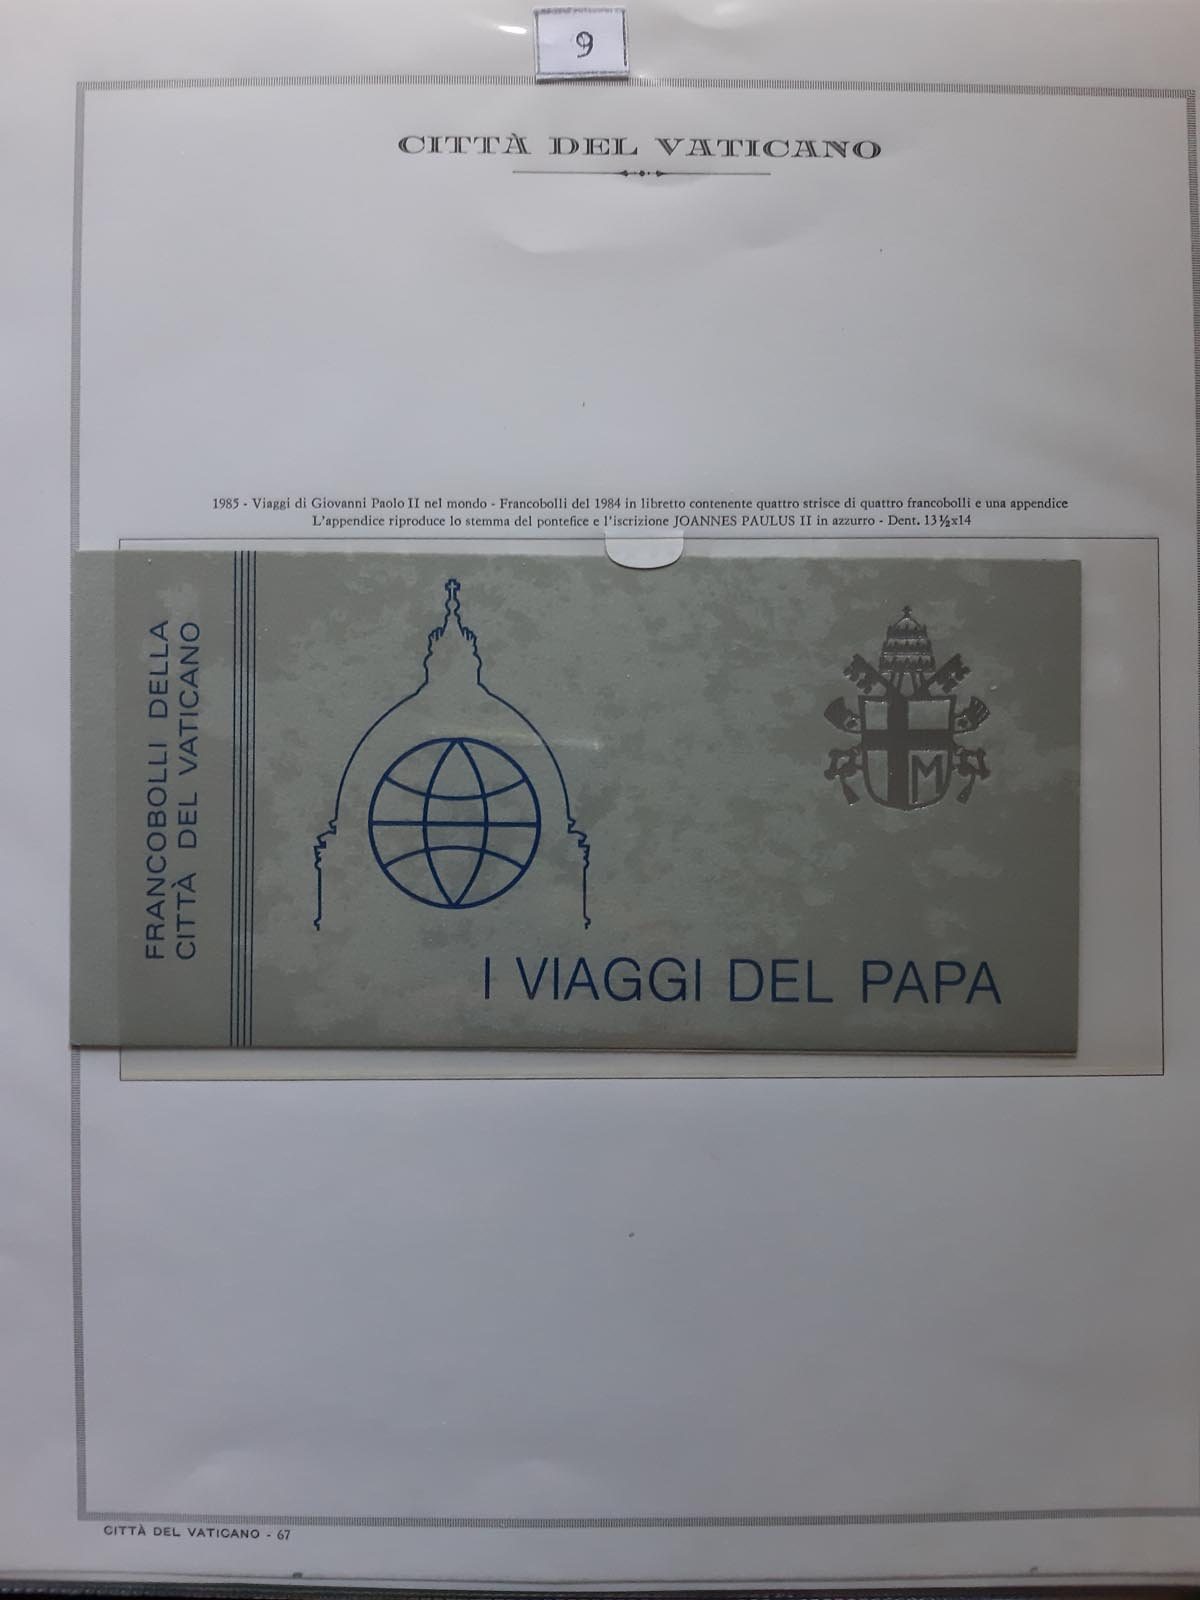 9
CITTÀ DEL VATICANO
1985 - Viaggi di Giovanni Paolo II nel mondo - Francobolli del 1984 in libretto contenente quattro strisce di quattro francobolli e una appendice
L'appendice riproduce lo stemma del pontefice e l'iscrizione JOANNES PAULUS II in azzurro - Dent. 13½x14
FRANCOBOLLI DELLA
CITTÀ DEL VATICANO
M
I VIAGGI DEL PAPA
CITTÀ DEL VATICANO - 67